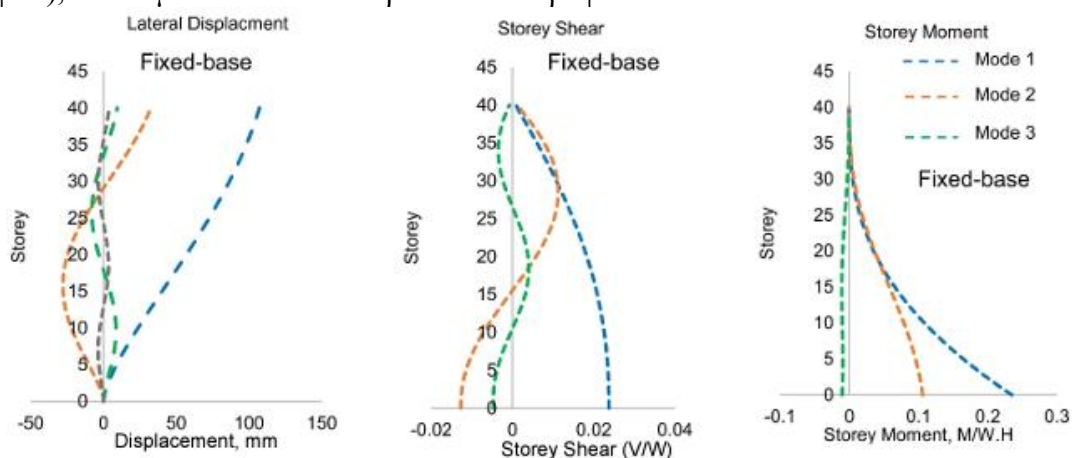 Lateral Displacment
Fixed-base
45
40
35
30
25
20
15
10
5
0
Storey
-50 0 50 100 150
Displacement, mm
Storey Shear
Fixed-base
45
40
35
30
25
20
15
10
5
0
Storey
-0.02 0 0.02 0.04
Storey Shear (V/W)
Storey Moment
Mode 1
Mode 2
Mode 3
Fixed-base
45
40
35
30
25
20
15
10
5
0
Storey
-0.1 0 0.1 0.2 0.3
Storey Moment, M/W.H